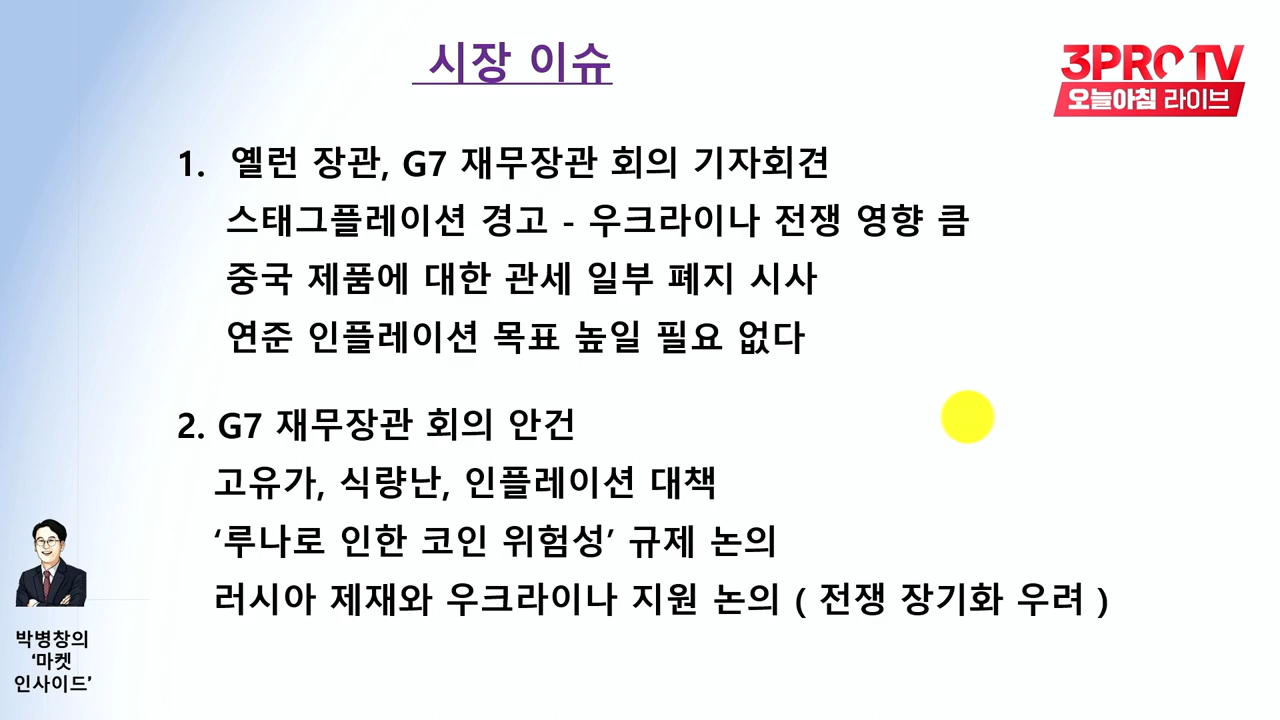 시장 이슈
3PRO TV
오늘아침 라이브
1. 옐런 장관, G7 재무장관 회의 기자회견
스태그플레이션 경고 - 우크라이나 전쟁 영향 큼
중국 제품에 대한 관세 일부 폐지 시사
연준 인플레이션 목표 높일 필요 없다
2. G7 재무장관 회의 안건
고유가, 식량난, 인플레이션 대책
‘루나로 인한 코인 위험성’ 규제 논의
러시아 제재와 우크라이나 지원 논의 ( 전쟁 장기화 우려 )
박병창의
‘마켓
인사이드’